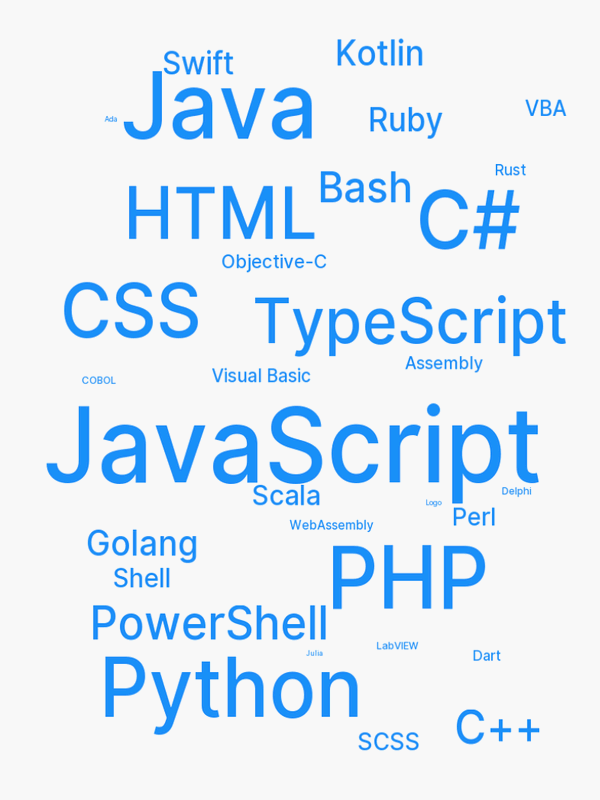 Kotlin
Swift
Java
VBA
Ada
Ruby
Rust
Bash
HTML
C#
Objective-C
CSS
TypeScript
Assembly
Visual Basic
COBOL
JavaScript
Delphi
Scala
Logo
Perl
WebAssembly
Golang
PHP
Shell
PowerShell
LabVIEW
Julia
Dart
Python
C++
SCSS